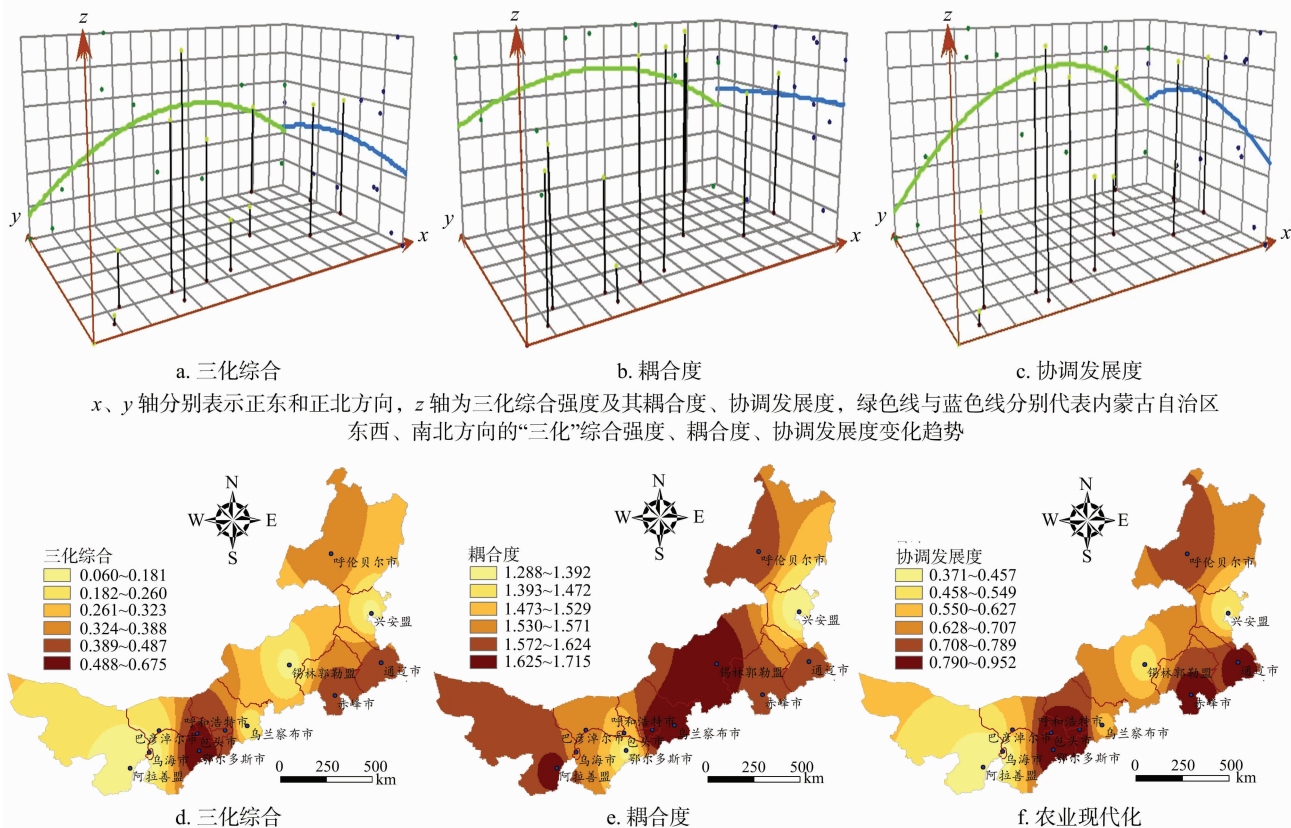 z
y
x
a. 三化综合
z
y
x
b. 耦合度
z
y
x
c. 协调发展度
x、y 轴分别表示正东和正北方向，z 轴为三化综合强度及其耦合度、协调发展度，绿色线与蓝色线分别代表内蒙古自治区
东西、南北方向的“三化”综合强度、耦合度、协调发展度变化趋势
N
W E
S
三化综合
0.060~0.181
0.182~0.260
0.261~0.323
0.324~0.388
0.389~0.487
0.488~0.675
呼伦贝尔市
兴安盟
锡林郭勒盟
通辽市
赤峰市
呼和浩特市
乌兰察布市
巴彦淖尔市
包头市
乌海市
鄂尔多斯市
阿拉善盟
0 250 500
km
d. 三化综合
N
W E
S
耦合度
1.288~1.392
1.393~1.472
1.473~1.529
1.530~1.571
1.572~1.624
1.625~1.715
呼伦贝尔市
兴安盟
锡林郭勒盟
通辽市
赤峰市
呼和浩特市
乌兰察布市
巴彦淖尔市
包头市
乌海市
鄂尔多斯市
阿拉善盟
0 250 500
km
e. 耦合度
N
W E
S
协调发展度
0.371~0.457
0.458~0.549
0.550~0.627
0.628~0.707
0.708~0.789
0.790~0.952
呼伦贝尔市
兴安盟
锡林郭勒盟
通辽市
赤峰市
呼和浩特市
乌兰察布市
巴彦淖尔市
包头市
乌海市
鄂尔多斯市
阿拉善盟
0 250 500
km
f. 农业现代化